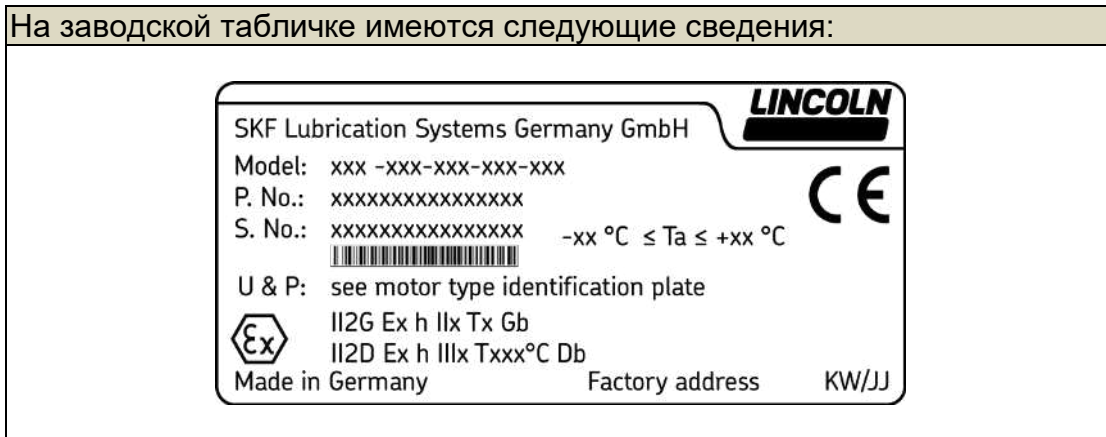 На заводской табличке имеются следующие сведения:
LINCOLN
SKF Lubrication Systems Germany GmbH
Model: xxx -xxx-xxx-xxx-xxx
P. No.: xxxxxxxxxxxxxxxx
S. No.: xxxxxxxxxxxxxxxx -xx °C ≤ Ta ≤ +xx °C
CE
U & P: see motor type identification plate
Ex II2G Ex h IIx Tx Gb
II2D Ex h IIIx Txxx°C Db
Made in Germany Factory address KW/JJ